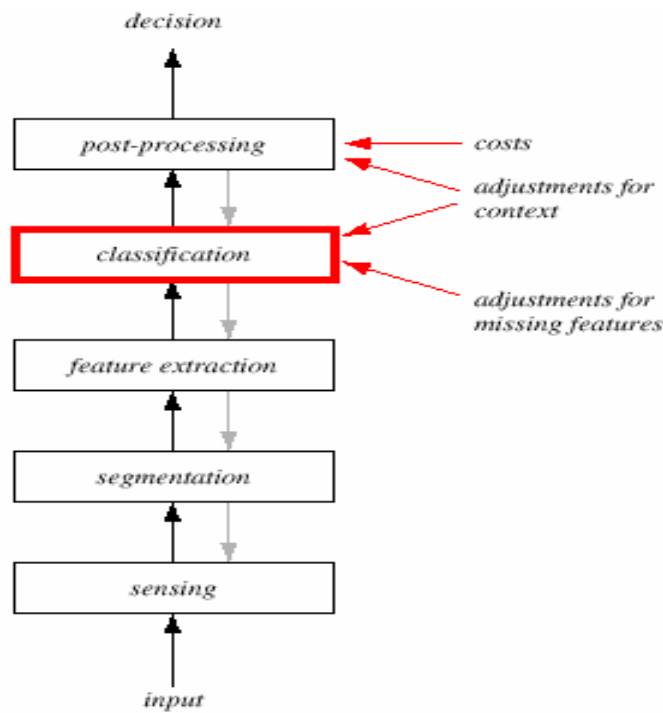 decision
post-processing
costs
adjustments for
context
classification
adjustments for
missing features
feature extraction
segmentation
sensing
input